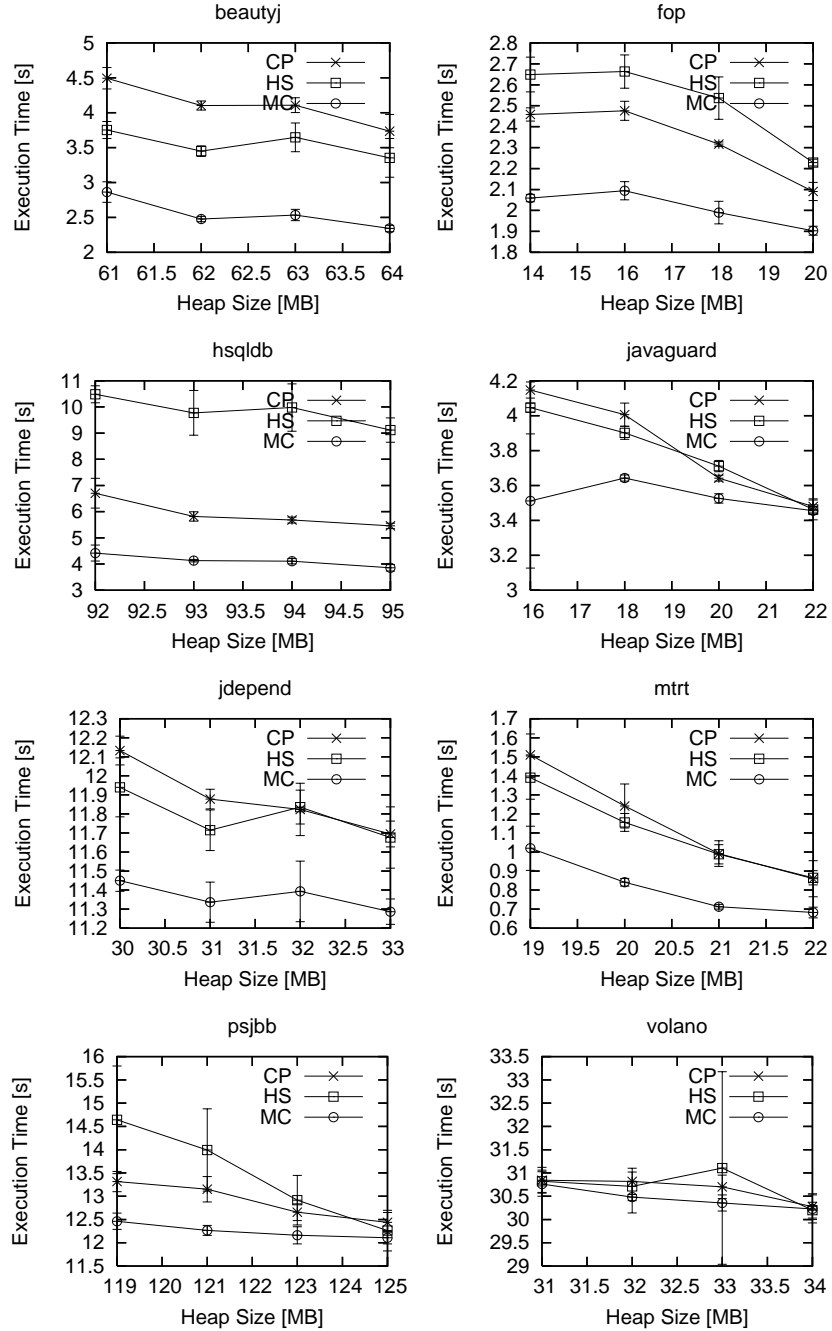 beautyj
Execution Time [s]
5
4.5
4
3.5
3
2.5
2
CP
HS
MC
61 61.5 62 62.5 63 63.5 64
Heap Size [MB]
fop
Execution Time [s]
2.8
2.7
2.6
2.5
2.4
2.3
2.2
2.1
2
1.9
1.8
CP
HS
MC
14 15 16 17 18 19 20
Heap Size [MB]
hsqldb
Execution Time [s]
11
10
9
8
7
6
5
4
3
CP
HS
MC
92 92.5 93 93.5 94 94.5 95
Heap Size [MB]
javaguard
Execution Time [s]
4.2
4
3.8
3.6
3.4
3.2
3
CP
HS
MC
16 17 18 19 20 21 22
Heap Size [MB]
jdepend
Execution Time [s]
12.3
12.2
12.1
12
11.9
11.8
11.7
11.6
11.5
11.4
11.3
11.2
CP
HS
MC
30 30.5 31 31.5 32 32.5 33
Heap Size [MB]
mtrt
Execution Time [s]
1.7
1.6
1.5
1.4
1.3
1.2
1.1
1
0.9
0.8
0.7
0.6
CP
HS
MC
19 19.5 20 20.5 21 21.5 22
Heap Size [MB]
psjbb
Execution Time [s]
16
15.5
15
14.5
14
13.5
13
12.5
12
11.5
CP
HS
MC
119 120 121 122 123 124 125
Heap Size [MB]
volano
Execution Time [s]
33.5
33
32.5
32
31.5
31
30.5
30
29.5
29
CP
HS
MC
31 31.5 32 32.5 33 33.5 34
Heap Size [MB]